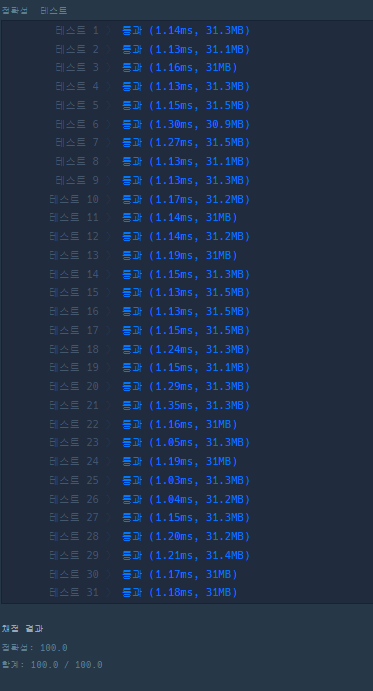 정확성  테스트
테스트 1 통과 (1.14ms, 31.3MB)
테스트 2 통과 (1.13ms, 31.1MB)
테스트 3 통과 (1.16ms, 31MB)
테스트 4 통과 (1.13ms, 31.3MB)
테스트 5 통과 (1.15ms, 31.5MB)
테스트 6 통과 (1.30ms, 30.9MB)
테스트 7 통과 (1.27ms, 31.5MB)
테스트 8 통과 (1.13ms, 31.1MB)
테스트 9 통과 (1.13ms, 31.3MB)
테스트 10 통과 (1.17ms, 31.2MB)
테스트 11 통과 (1.14ms, 31MB)
테스트 12 통과 (1.14ms, 31.2MB)
테스트 13 통과 (1.19ms, 31MB)
테스트 14 통과 (1.15ms, 31.3MB)
테스트 15 통과 (1.13ms, 31.5MB)
테스트 16 통과 (1.13ms, 31.5MB)
테스트 17 통과 (1.15ms, 31.5MB)
테스트 18 통과 (1.24ms, 31.3MB)
테스트 19 통과 (1.15ms, 31.1MB)
테스트 20 통과 (1.29ms, 31.3MB)
테스트 21 통과 (1.35ms, 31.3MB)
테스트 22 통과 (1.16ms, 31MB)
테스트 23 통과 (1.05ms, 31.3MB)
테스트 24 통과 (1.19ms, 31MB)
테스트 25 통과 (1.03ms, 31.3MB)
테스트 26 통과 (1.04ms, 31.2MB)
테스트 27 통과 (1.15ms, 31.3MB)
테스트 28 통과 (1.20ms, 31.2MB)
테스트 29 통과 (1.21ms, 31.4MB)
테스트 30 통과 (1.17ms, 31MB)
테스트 31 통과 (1.18ms, 31MB)
채점 결과
정확성: 100.0
합계: 100.0 / 100.0